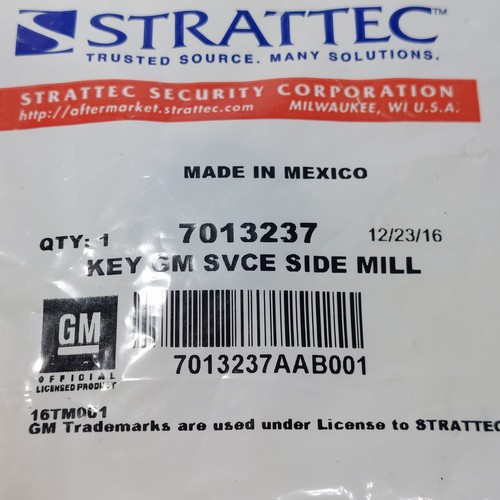 STRATTEC™
TRUSTED SOURCE. MANY SOLUTIONS.
STRATTEC SECURITY CORPORATION
http://aftermarket.strattec.com MILWAUKEE, WI U.S.A.
MADE IN MEXICO
QTY: 1 7013237 12/23/16
KEY GM SVCE SIDE MILL
GM
OFFICIAL
LICENSED PRODUCT
7013237AAB001
16TM001
GM Trademarks are used under License to STRATTEC